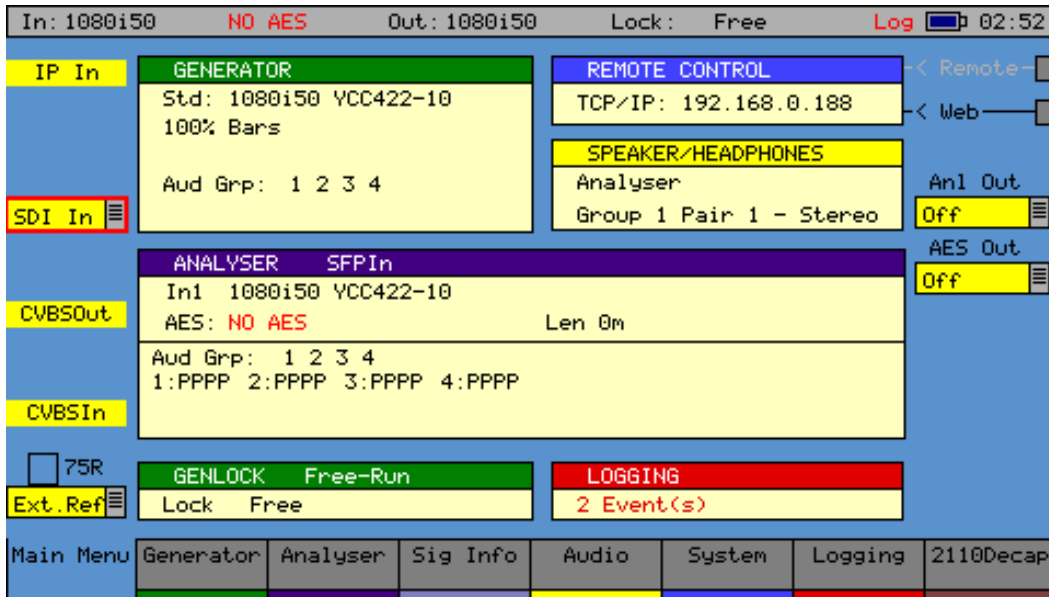 In: 1080i50 NO AES Out: 1080i50 Lock: Free Log 02:52
IP In
GENERATOR
Std: 1080i50 YCC422-10
100% Bars
Aud Grp: 1 2 3 4
REMOTE CONTROL
TCP/IP: 192.168.0.188
< Remote
< Web
SPEAKER/HEADPHONES
Analyser
Group 1 Pair 1 - Stereo
Anl Out
Off
SDI In
AES Out
Off
ANALYSER SFPIn
In1 1080i50 YCC422-10
AES: NO AES Len 0m
Aud Grp: 1 2 3 4
1:PPPP 2:PPPP 3:PPPP 4:PPPP
CVBSOut
CVBSIn
75R
Ext.Ref
GENLOCK Free-Run
Lock Free
LOGGING
2 Event(s)
Main Menu Generator Analyser Sig Info Audio System Logging 2110Decap